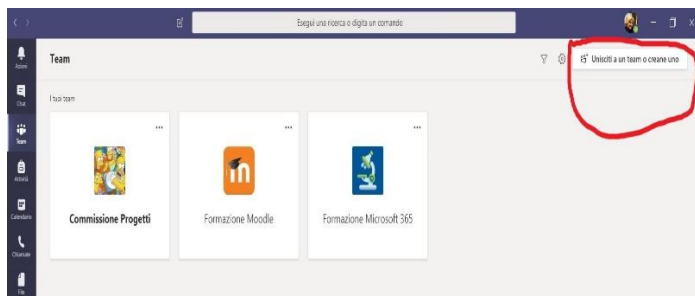 Esegui una ricerca o digita un comando
Team
Unisciti a un team o creane uno
I tuoi team
Commissione Progetti
Formazione Moodle
Formazione Microsoft 365
Chat
Team
Attività
Calendario
Chiamate
File